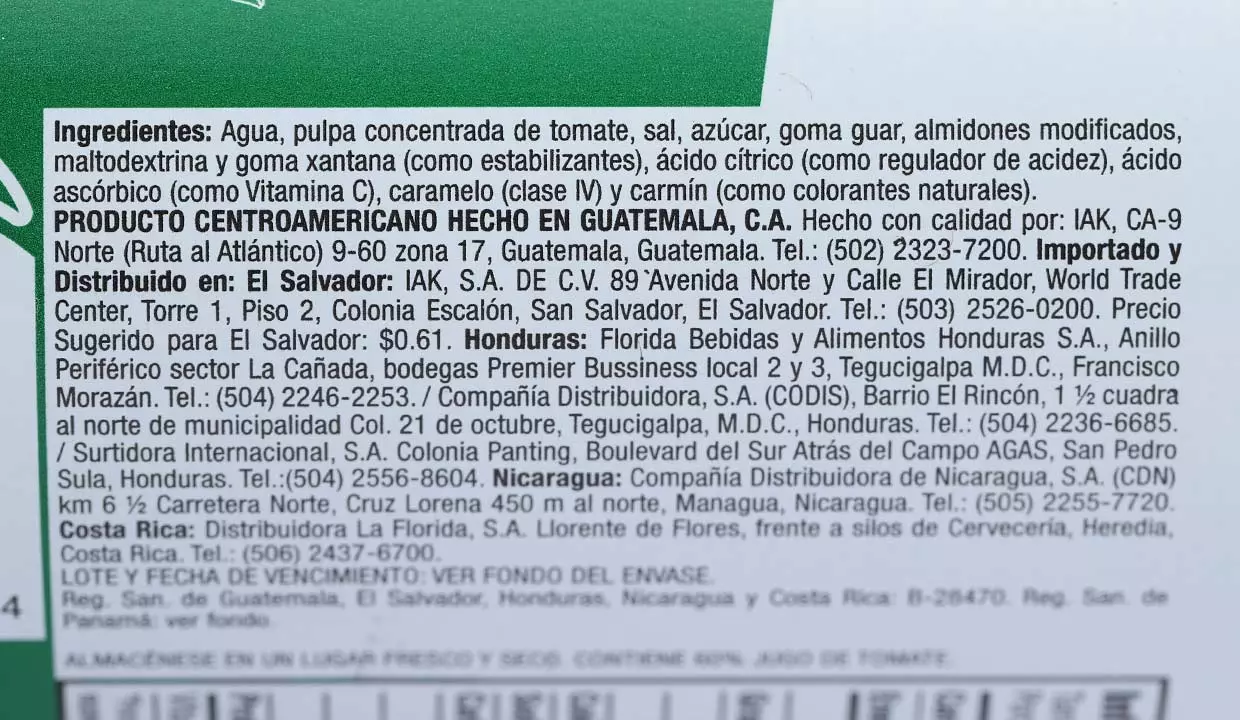 Ingredientes: Agua, pulpa concentrada de tomate, sal, azúcar, goma guar, almidones modificados,
maltodextrina y goma xantana (como estabilizantes), ácido cítrico (como regulador de acidez), ácido
ascórbico (como Vitamina C), caramelo (clase IV) y carmín (como colorantes naturales).
PRODUCTO CENTROAMERICANO HECHO EN GUATEMALA, C.A. Hecho con calidad por: IAK, CA-9
Norte (Ruta al Atlántico) 9-60 zona 17, Guatemala, Guatemala. Tel.: (502) 2323-7200. Importado y
Distribuido en: El Salvador: IAK, S.A. DE C.V. 89 Avenida Norte y Calle El Mirador, World Trade
Center, Torre 1, Piso 2, Colonia Escalón, San Salvador, El Salvador. Tel.: (503) 2526-0200. Precio
Sugerido para El Salvador: $0.61. Honduras: Florida Bebidas y Alimentos Honduras S.A., Anillo
Periférico sector La Cañada, bodegas Premier Bussiness local 2 y 3, Tegucigalpa M.D.C., Francisco
Morazán. Tel.: (504) 2246-2253. / Compañía Distribuidora, S.A. (CODIS), Barrio El Rincón, 1 ½ cuadra
al norte de municipalidad Col. 21 de octubre, Tegucigalpa, M.D.C., Honduras. Tel.: (504) 2236-6685.
/ Surtidora Internacional, S.A. Colonia Panting, Boulevard del Sur Atrás del Campo AGAS, San Pedro
Sula, Honduras. Tel.:(504) 2556-8604. Nicaragua: Compañía Distribuidora de Nicaragua, S.A. (CDN)
km 6 ½ Carretera Norte, Cruz Lorena 450 m al norte, Managua, Nicaragua. Tel.: (505) 2255-7720.
Costa Rica: Distribuidora La Florida, S.A. Llorente de Flores, frente a silos de Cervecería, Heredia,
Costa Rica. Tel.: (506) 2437-6700.
LOTE Y FECHA DE VENCIMIENTO: VER FONDO DEL ENVASE.
4
Reg. San. de Guatemala, El Salvador, Honduras, Nicaragua y Costa Rica: B-26470. Reg. San. de
Panamá: ver fondo.
ALMACÉNESE EN UN LUGAR FRESCO Y SECO. CONTIENE 60% JUGO DE TOMATE.